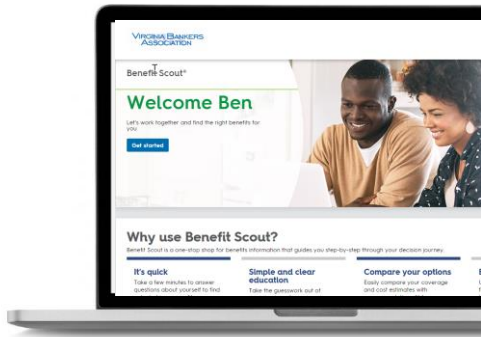 VIRGINIA BANKERS
ASSOCIATION
Benefit Scout®
Welcome Ben
Let's work together and find the right benefits for
you
Get started
Why use Benefit Scout?
Benefit Scout is a one-stop shop for benefits information that guides you step-by-step through your decision journey
It's quick
Take a few minutes to answer
questions about yourself to find
Simple and clear
education
Take the guesswork out of
Compare your options
Easily compare your coverage
and cost estimates with